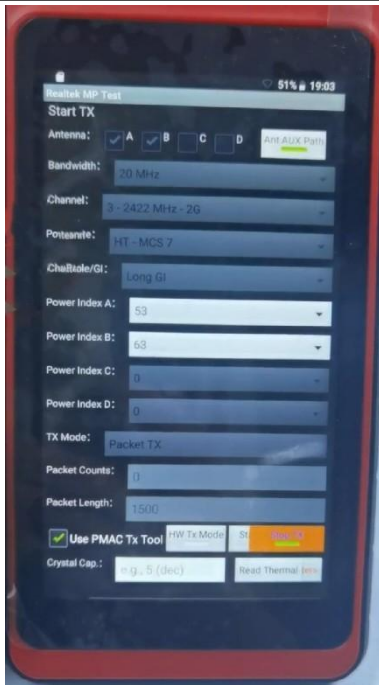 51% 19:03
Realtek MP Test
Start TX
Antenna: A B C D Ant AUX Path
Bandwidth: 20 MHz
Channel: 3 - 2422 MHz - 2G
HT - MCS 7
Long GI
Power Index A: 53
Power Index B: 63
Power Index C: 0
Power Index D: 0
TX Mode: Packet TX
Packet Counts: 0
Packet Length: 1500
Use PMAC Tx Tool HW Tx Mode St
Crystal Cap.: e.g., 5 (dec) Read Thermal